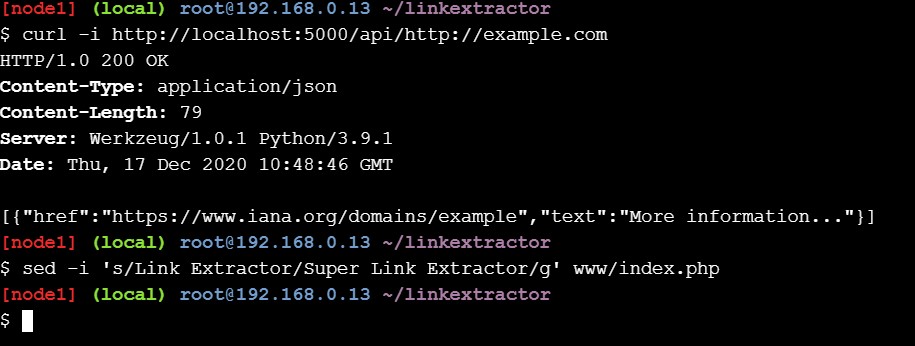 [node1] (local) root@192.168.0.13 ~/linkextractor
$ curl -i http://localhost:5000/api/http://example.com
HTTP/1.0 200 OK
Content-Type: application/json
Content-Length: 79
Server: Werkzeug/1.0.1 Python/3.9.1
Date: Thu, 17 Dec 2020 10:48:46 GMT
[{"href":"https://www.iana.org/domains/example","text":"More information..."}]
[node1] (local) root@192.168.0.13 ~/linkextractor
$ sed -i 's/Link Extractor/Super Link Extractor/g' www/index.php
[node1] (local) root@192.168.0.13 ~/linkextractor
$